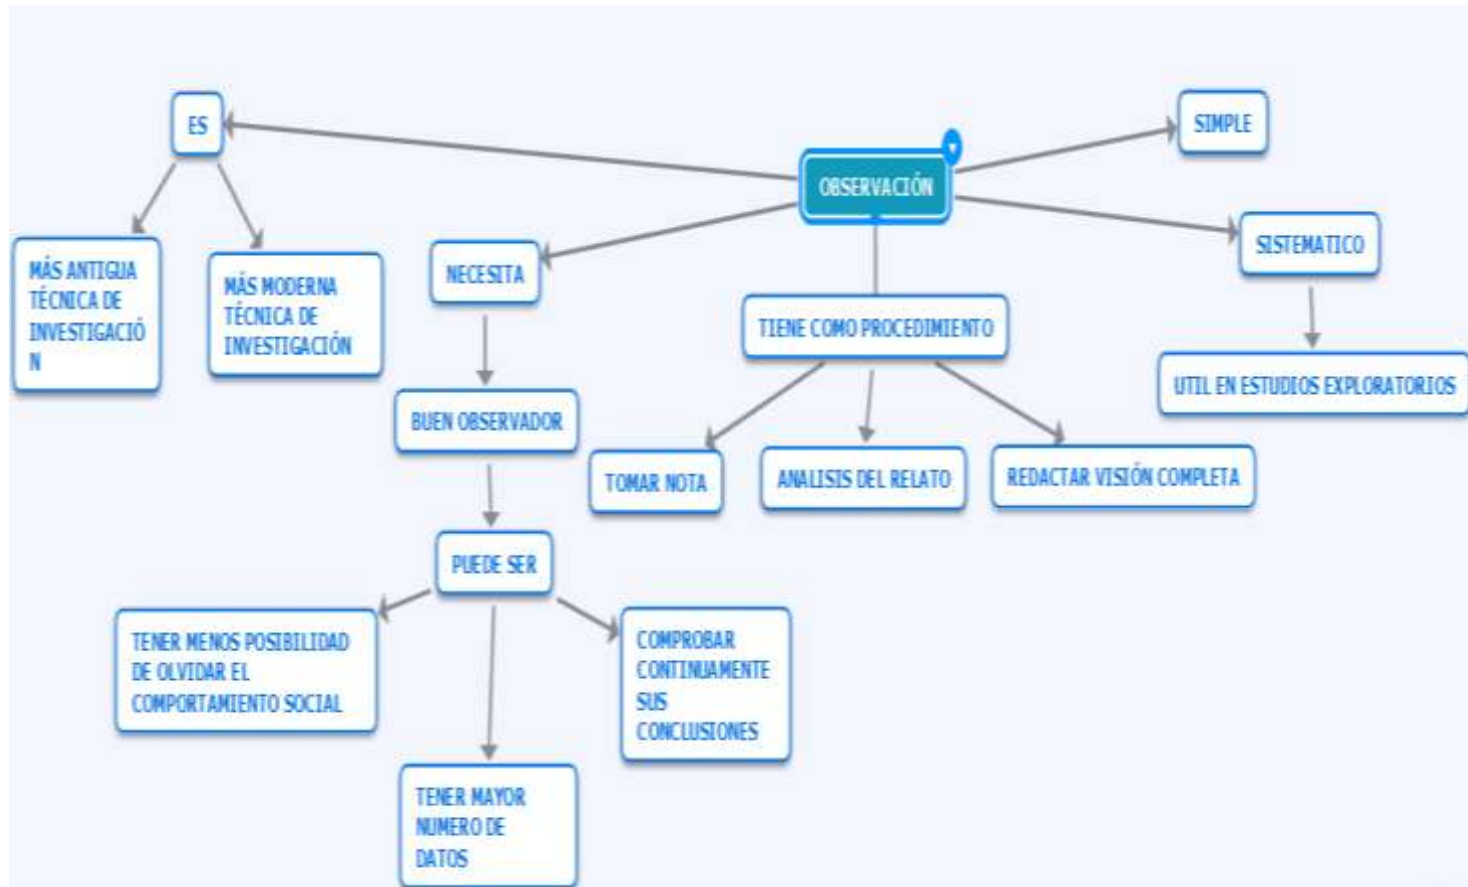 ES
SIMPLE
OBSERVACIÓN
MÁS ANTIGUA
TÉCNICA DE
INVESTIGACIÓ
N
MÁS MODERNA
TÉCNICA DE
INVESTIGACIÓN
NECESITA
SISTEMATICO
TIENE COMO PROCEDIMIENTO
UTIL EN ESTUDIOS EXPLORATORIOS
BUEN OBSERVADOR
TOMAR NOTA
ANALISIS DEL RELATO
REDACTAR VISIÓN COMPLETA
PUEDE SER
TENER MENOS POSIBILIDAD
DE OLVIDAR EL
COMPORTAMIENTO SOCIAL
COMPROBAR
CONTINUAMENTE
SUS
CONCLUSIONES
TENER MAYOR
NUMERO DE
DATOS